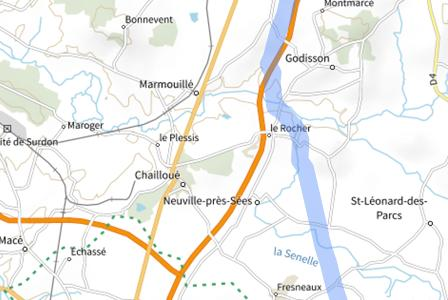 Montmarcé
Bonnevent
Godisson
Marmouillé
D4
Maroger
le Rocher
ité de Surdon
le Plessis
Chailloué
Neuville-près-Sées
St-Léonard-des-
Parcs
Macé
Échassé
la Senelle
Fresneaux